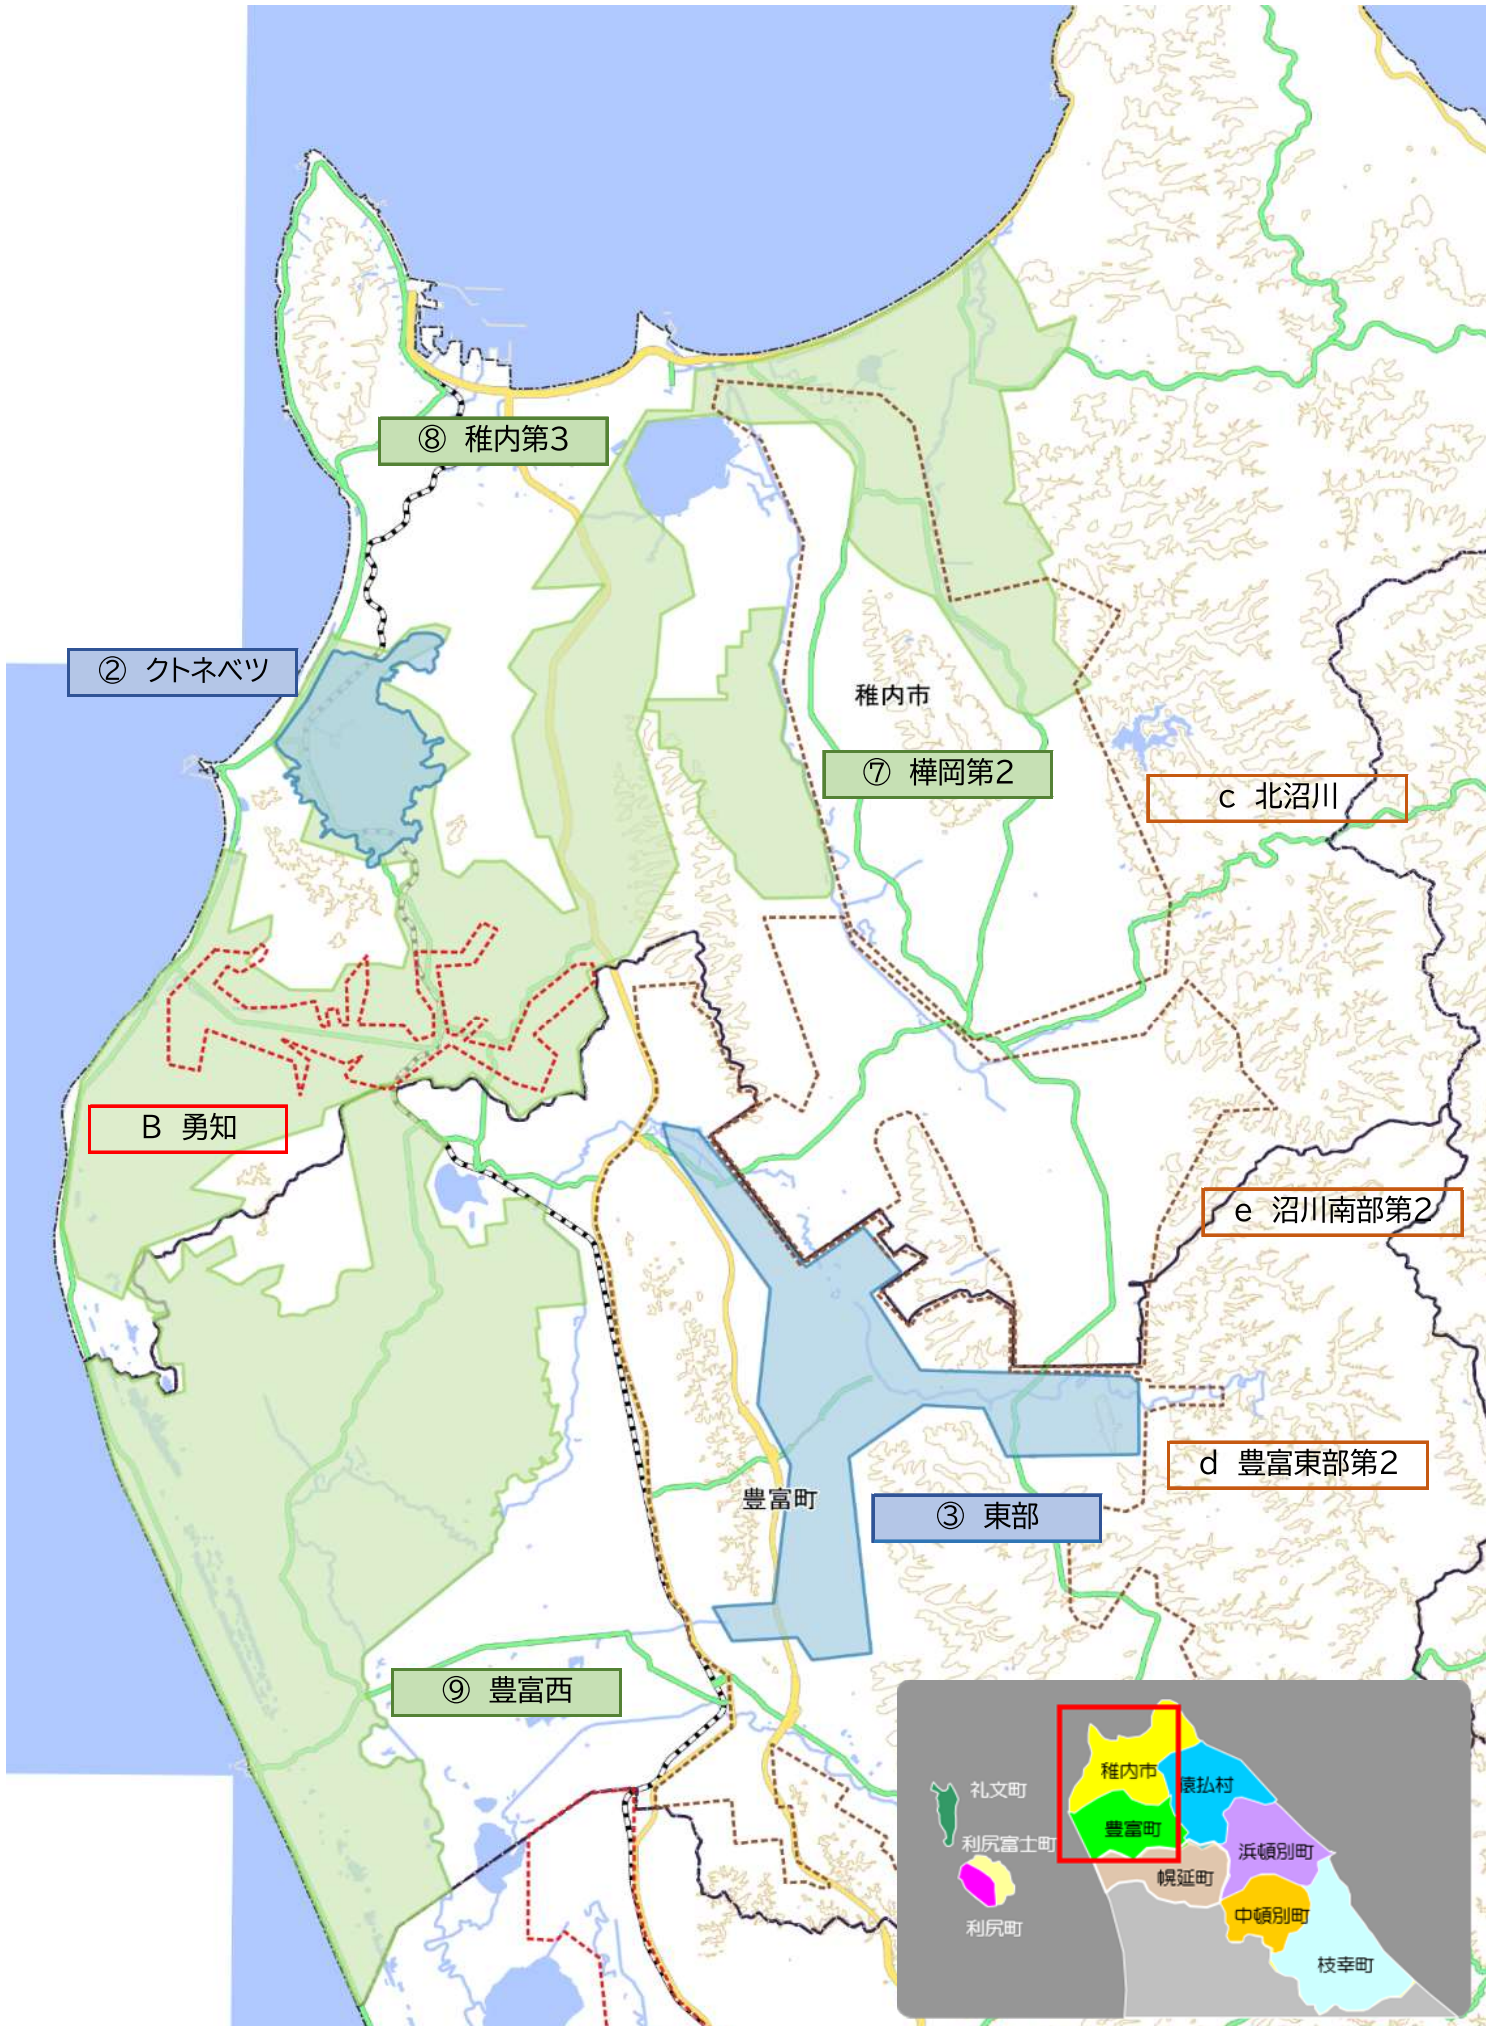 ⑧ 稚内第3
② クトネベツ
稚内市
⑦ 樺岡第2
c 北沼川
B 勇知
e 沼川南部第2
d 豊富東部第2
豊富町
③ 東部
⑨ 豊富西
稚内市
猿払村
礼文町
豊富町
利尻富士町
浜頓別町
幌延町
中頓別町
利尻町
枝幸町